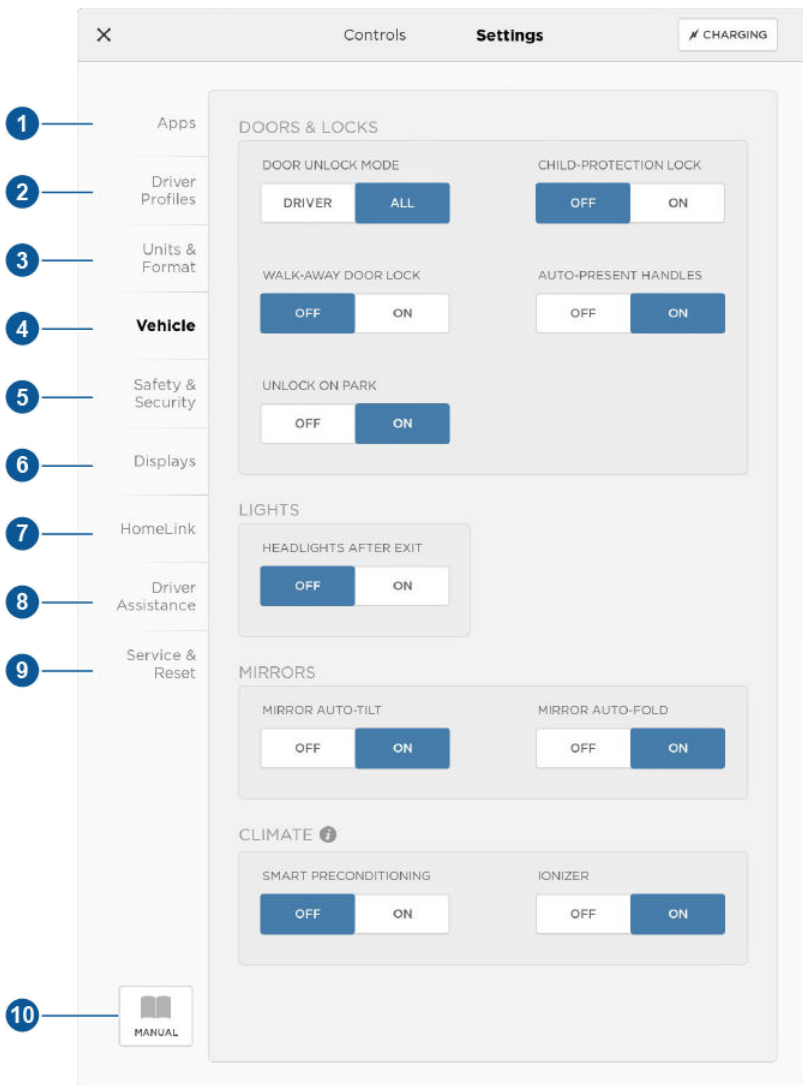 Controls Settings CHARGING
1 Apps
2 Driver
Profiles
3 Units &
Format
4 Vehicle
5 Safety &
Security
6 Displays
7 HomeLink
8 Driver
Assistance
9 Service &
Reset
10 MANUAL
DOORS & LOCKS
DOOR UNLOCK MODE CHILD-PROTECTION LOCK
DRIVER ALL OFF ON
WALK-AWAY DOOR LOCK AUTO-PRESENT HANDLES
OFF ON OFF ON
UNLOCK ON PARK
OFF ON
LIGHTS
HEADLIGHTS AFTER EXIT
OFF ON
MIRRORS
MIRROR AUTO-TILT MIRROR AUTO-FOLD
OFF ON OFF ON
CLIMATE i
SMART PRECONDITIONING IONIZER
OFF ON OFF ON